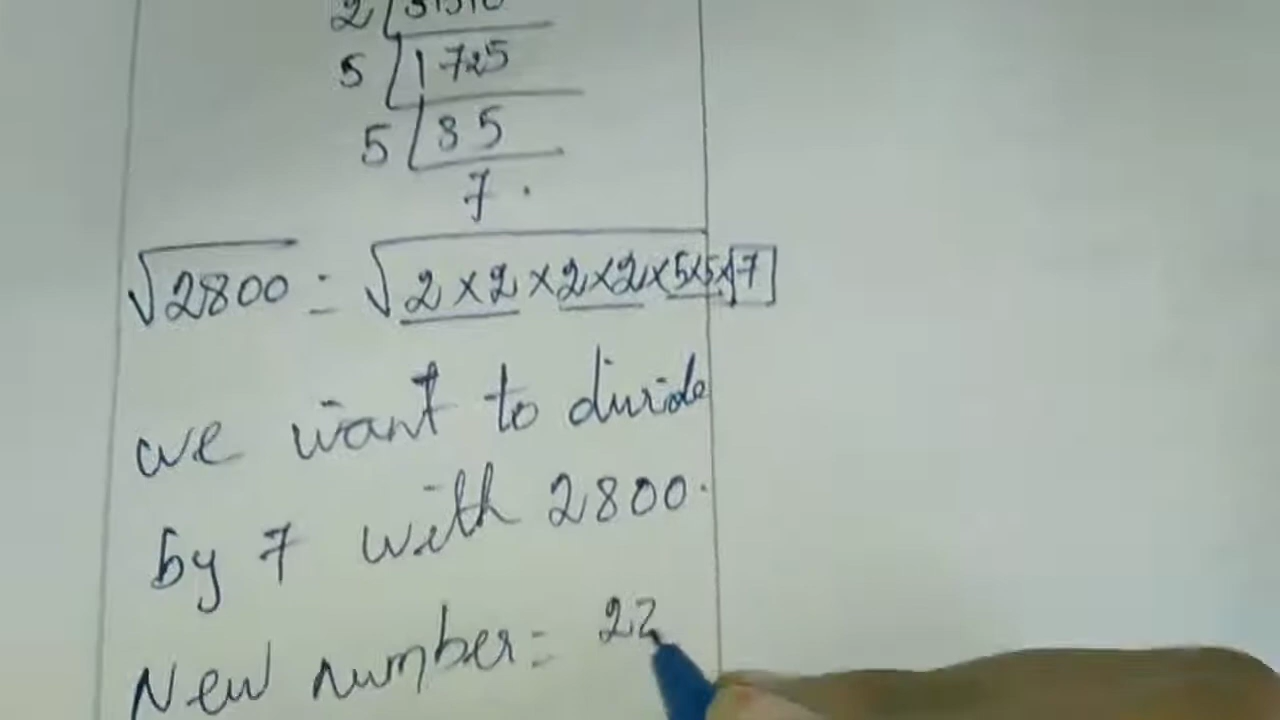 5 | 1725
5 | 35
7.
√2800 = √2×2×2×2×5×5×7
we want to divide
by 7 with 2800.
New number = 22